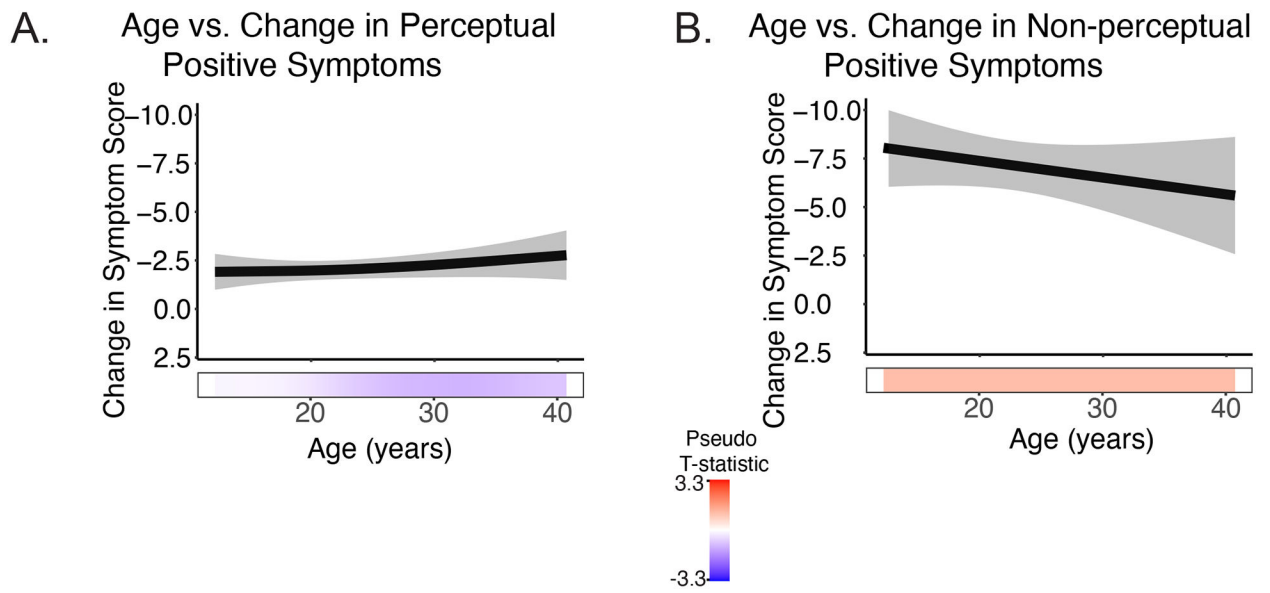 A.
Age vs. Change in Perceptual
Positive Symptoms
Change in Symptom Score
−10.0
−7.5
−5.0
−2.5
0.0
2.5
20
30
40
Age (years)
B.
Age vs. Change in Non-perceptual
Positive Symptoms
Change in Symptom Score
−10.0
−7.5
−5.0
−2.5
0.0
2.5
20
30
40
Age (years)
Pseudo
T-statistic
3.3
-3.3